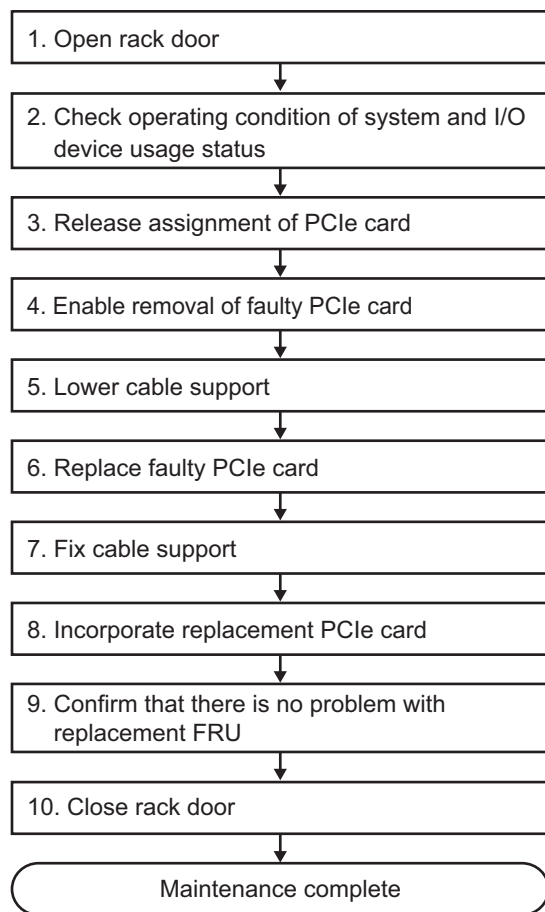 1. Open rack door
2. Check operating condition of system and I/O
device usage status
3. Release assignment of PCIe card
4. Enable removal of faulty PCIe card
5. Lower cable support
6. Replace faulty PCIe card
7. Fix cable support
8. Incorporate replacement PCIe card
9. Confirm that there is no problem with
replacement FRU
10. Close rack door
Maintenance complete